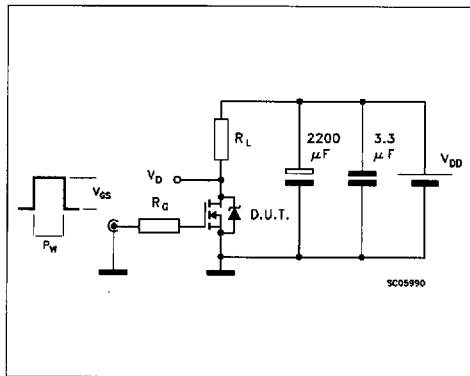 R_L
2200 μF
3.3 μF
V_DD
V_D
V_GS
R_G
D.U.T.
P_W
SC05990